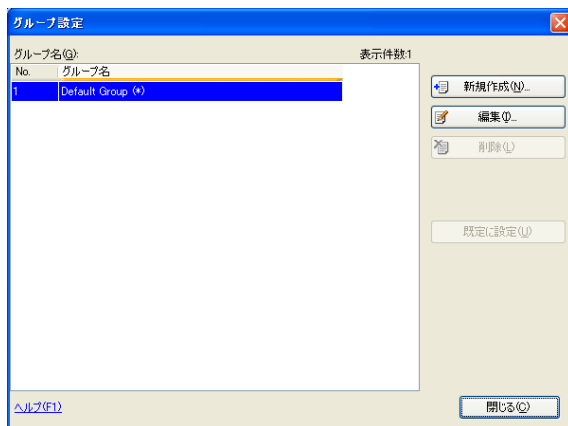 グループ設定
グループ名(G):
表示件数:1
No. グループ名
1 Default Group (*)
新規作成(N)...
編集(I)...
削除(L)
既定に設定(U)
ヘルプ(F1)
閉じる(C)